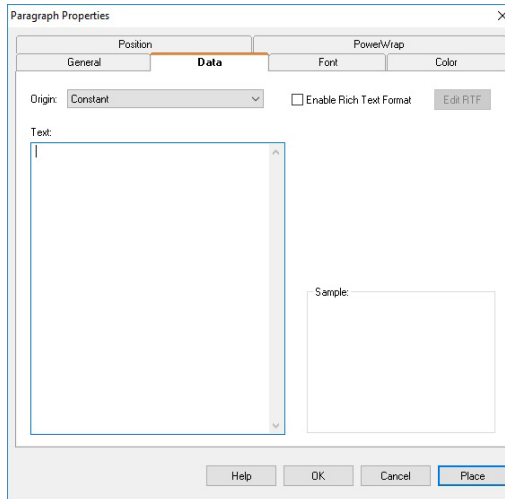 Paragraph Properties
Position PowerWrap
General Data Font Color
Origin: Constant Enable Rich Text Format Edit RTF
Text:
Sample:
Help OK Cancel Place